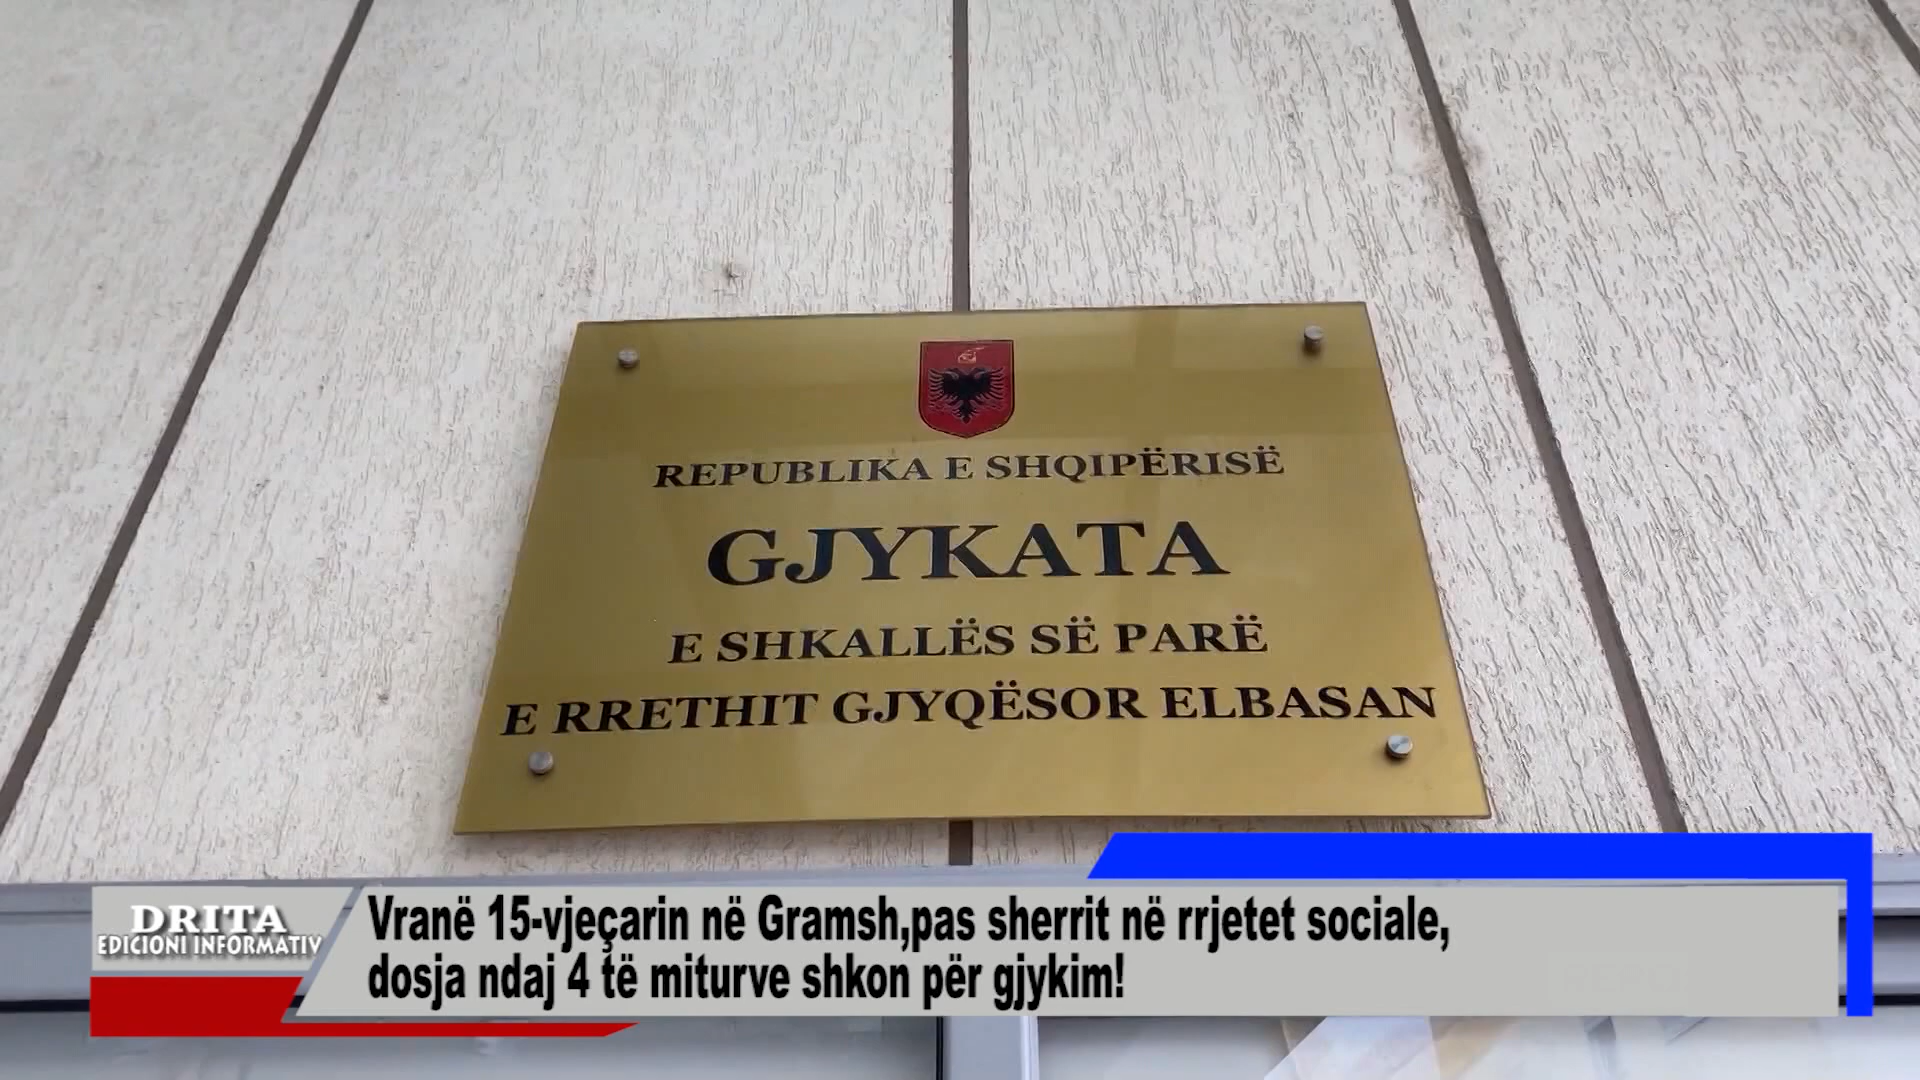 REPUBLIKA E SHQIPËRISË
GJYKATA
E SHKALLËS SË PARË
E RRETHIT GJYQËSOR ELBASAN
DRITA
EDICIONI INFORMATIV
Vranë 15-vjeçarin në Gramsh,pas sherrit në rrjetet sociale,
dosja ndaj 4 të miturve shkon për gjykim!